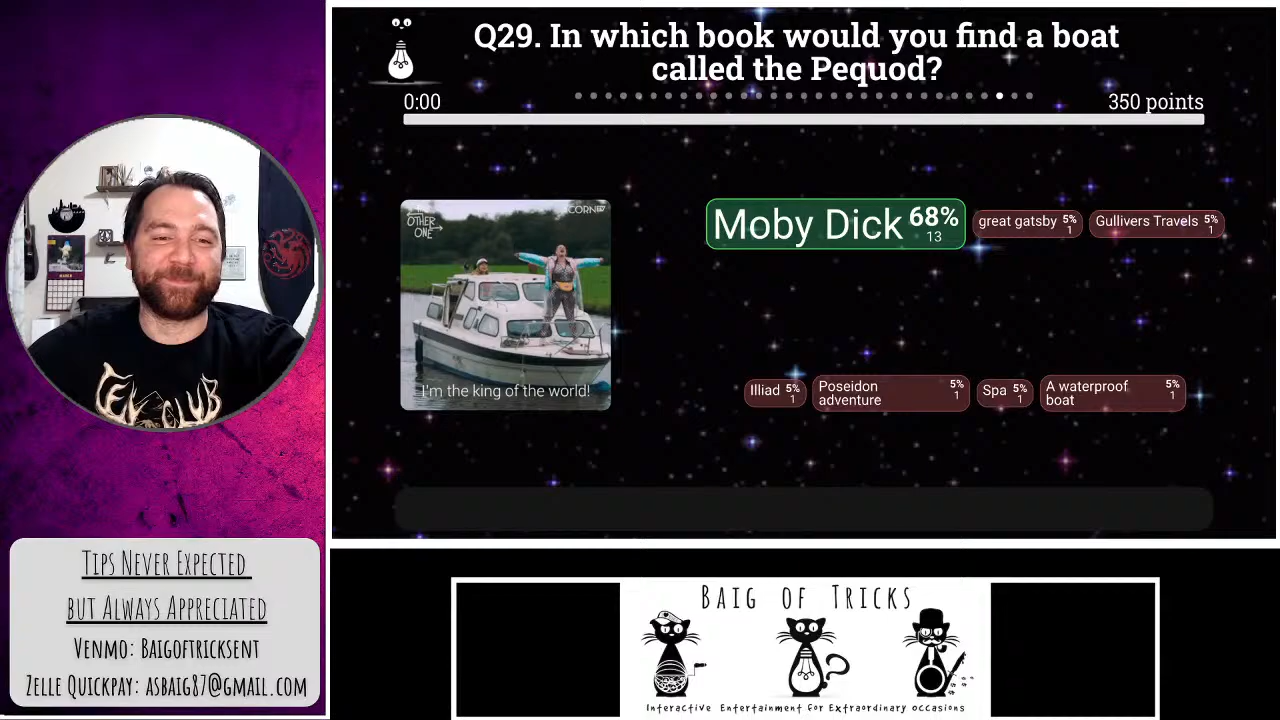 Q29. In which book would you find a boat
called the Pequod?
0:00
350 points
THE
OTHER
ONE
ACORN TV
I'm the king of the world!
Moby Dick 68%
13
great gatsby 5%
1
Gullivers Travels 5%
1
Illiad 5%
1
Poseidon
adventure
5%
1
Spa 5%
1
A waterproof
boat
5%
1
Tips Never Expected
but Always Appreciated
Venmo: Baigoftricksent
Zelle Quickpay: asbaig87@gmail.com
Baig of Tricks
Interactive Entertainment for Extraordinary occasions